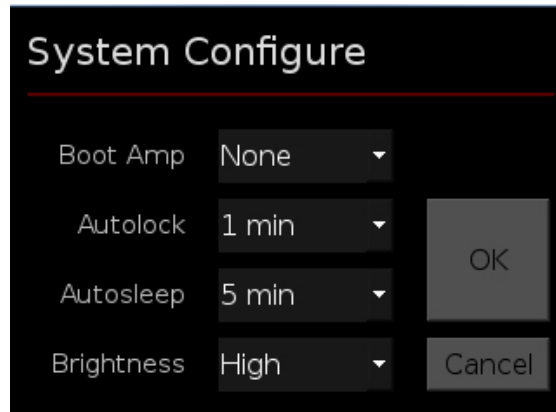 System Configure
Boot Amp None
Autolock 1 min
OK
Autosleep 5 min
Brightness High Cancel